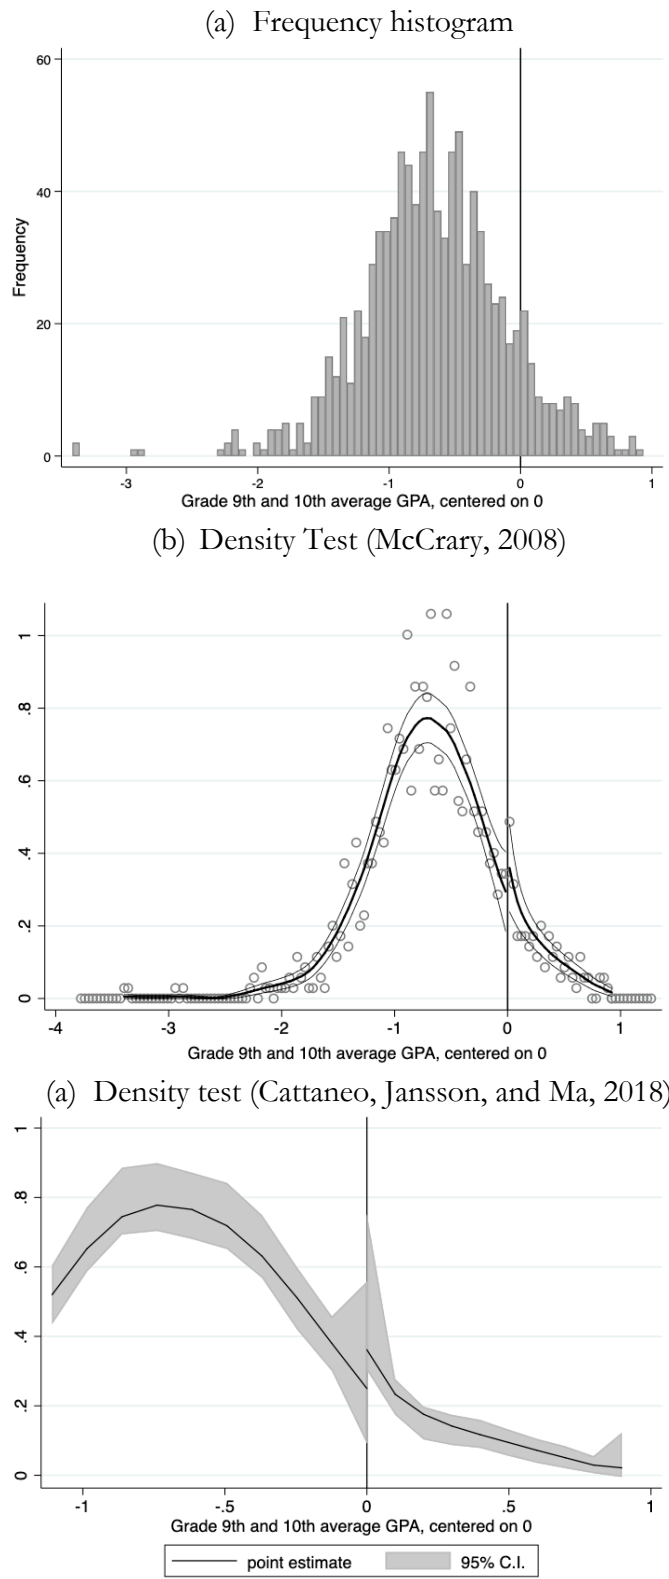 (a) Frequency histogram
60
40
20
0
Frequency
-3 -2 -1 0 1
Grade 9th and 10th average GPA, centered on 0
(b) Density Test (McCrary, 2008)
1
.8
.6
.4
.2
0
-4 -3 -2 -1 0 1
Grade 9th and 10th average GPA, centered on 0
(a) Density test (Cattaneo, Jansson, and Ma, 2018)
1
.8
.6
.4
.2
0
-1 -.5 0 .5 1
Grade 9th and 10th average GPA, centered on 0
point estimate 95% C.I.